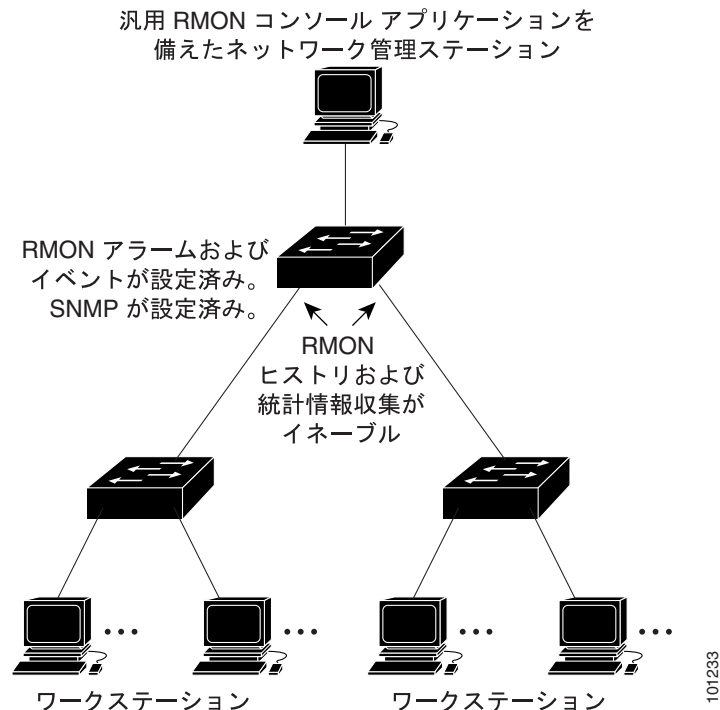 汎用 RMON コンソール アプリケーションを
備えたネットワーク管理ステーション
RMON アラームおよび
イベントが設定済み。
SNMP が設定済み。
RMON
ヒストリおよび
統計情報収集が
イネーブル
ワークステーション
ワークステーション
101233